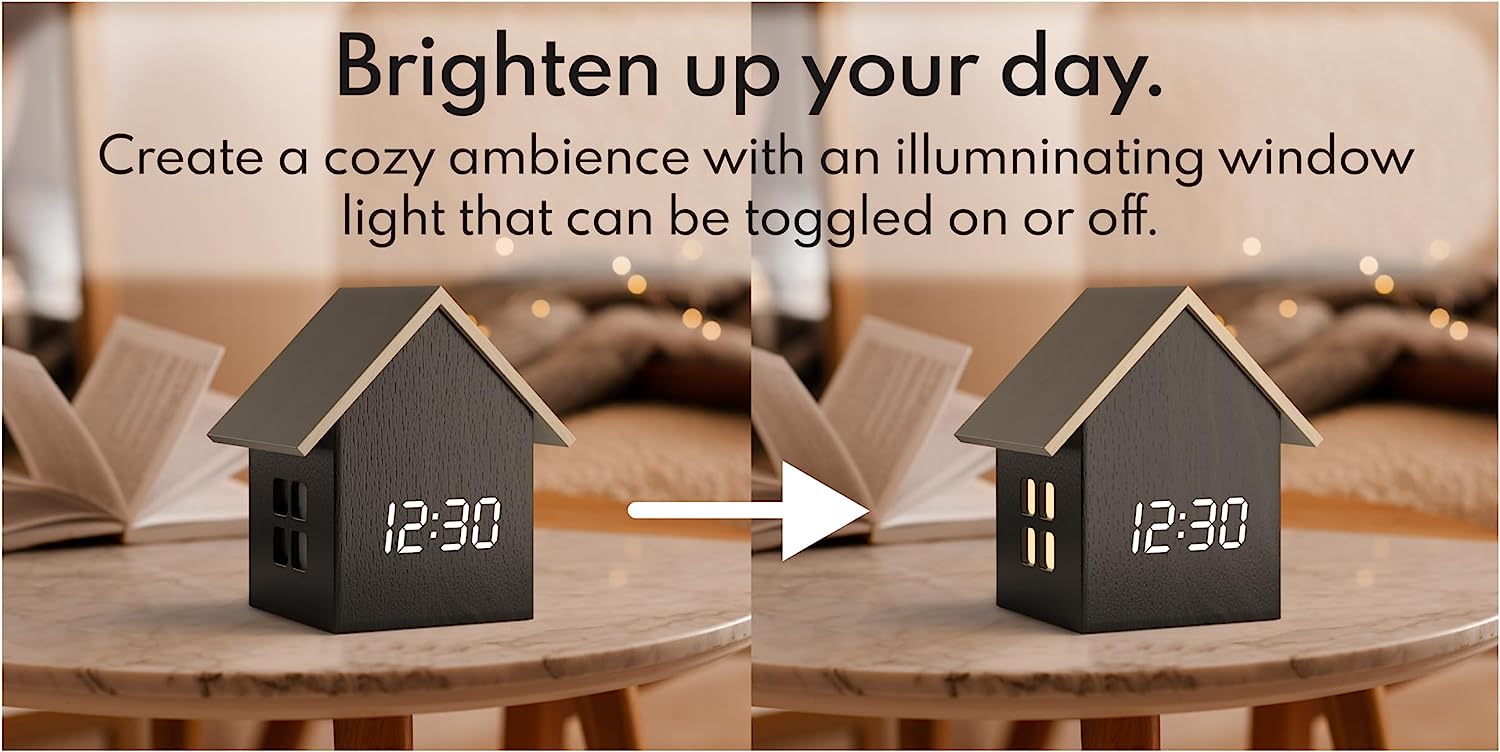 Brighten up your day.
Create a cozy ambience with an illumninating window
light that can be toggled on or off.
12:30
12:30